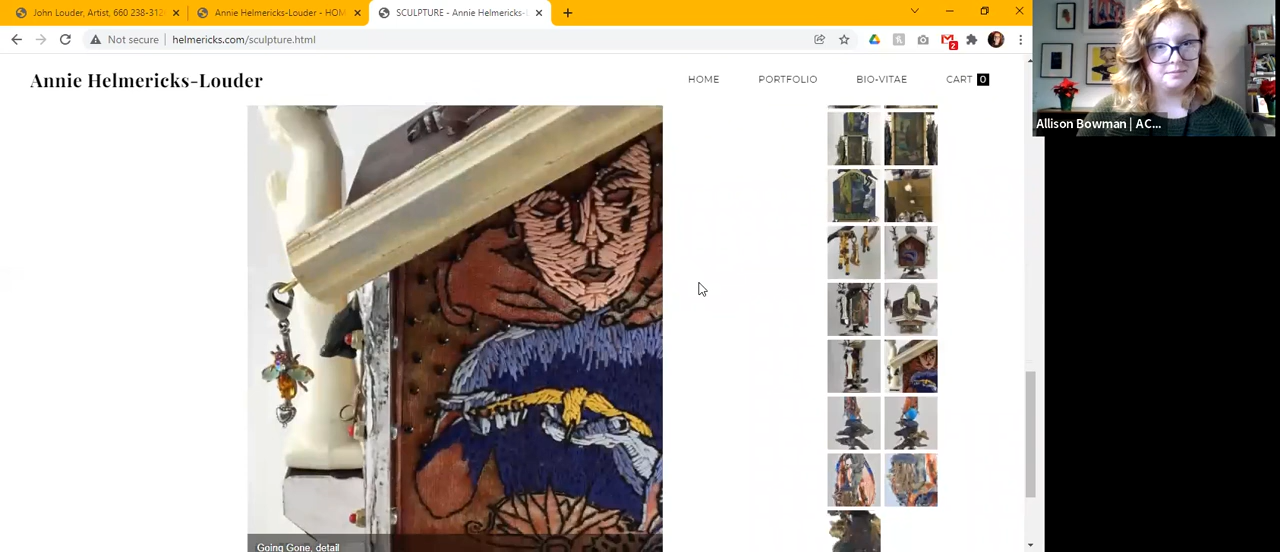 John Louder, Artist, 660 238-312
Annie Helmericks-Louder - HOM
SCULPTURE - Annie Helmericks-L
Not secure
helmericks.com/sculpture.html
2
Annie Helmericks-Louder
HOME
PORTFOLIO
BIO-VITAE
CART 0
Going Gone, detail
Allison Bowman | AC...